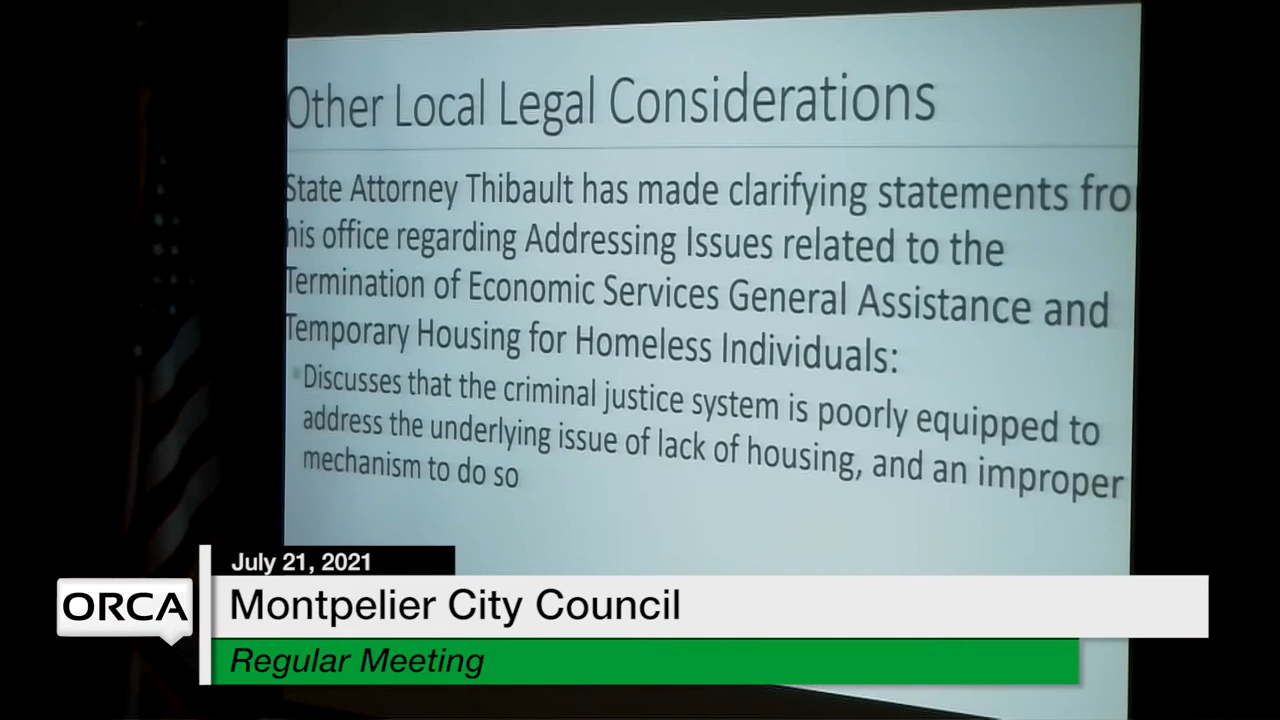 Other Local Legal Considerations
State Attorney Thibault has made clarifying statements fro
his office regarding Addressing Issues related to the
Termination of Economic Services General Assistance and
Temporary Housing for Homeless Individuals:
Discusses that the criminal justice system is poorly equipped to
address the underlying issue of lack of housing, and an improper
mechanism to do so
July 21, 2021
ORCA
Montpelier City Council
Regular Meeting